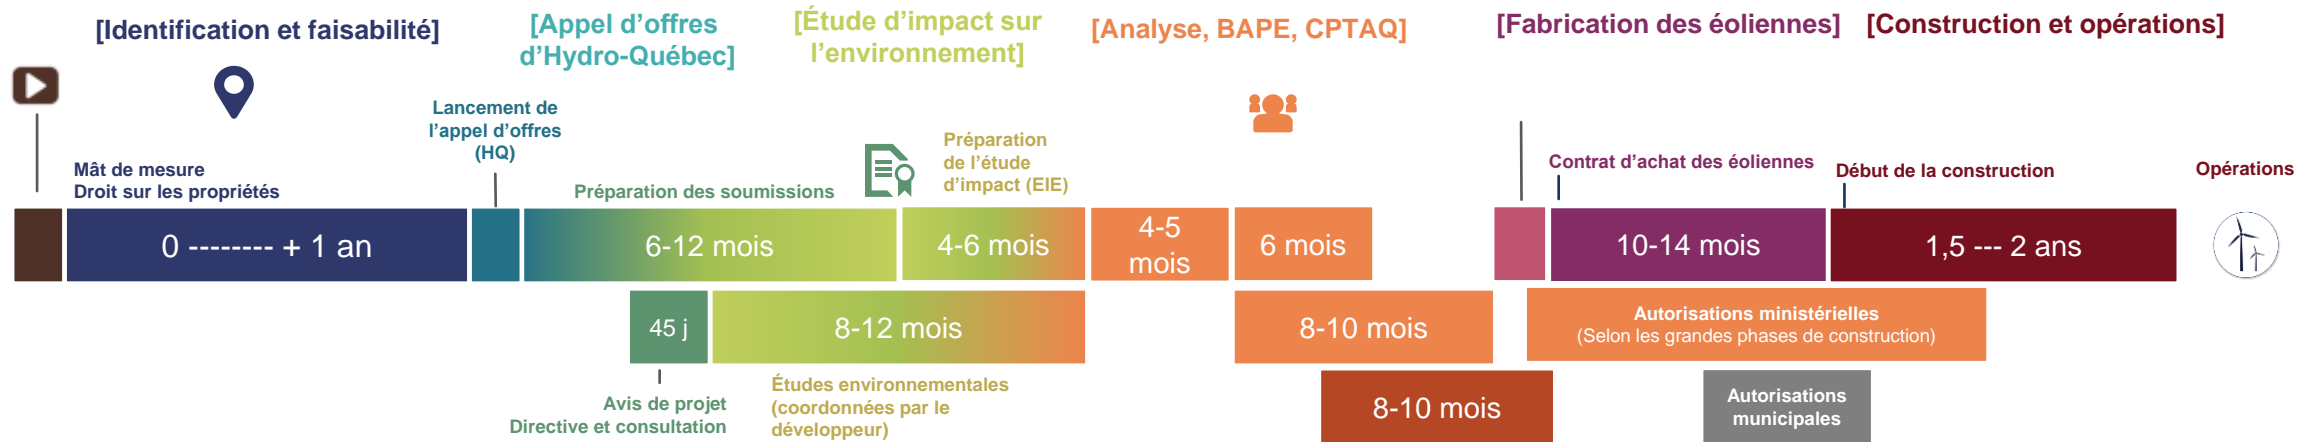 [Identification et faisabilité]
[Appel d’offres
d’Hydro-Québec]
[Étude d’impact sur
l’environnement]
[Analyse, BAPE, CPTAQ]
[Fabrication des éoliennes]
[Construction et opérations]
Lancement de
l’appel d’offres
(HQ)
Mât de mesure
Droit sur les propriétés
Préparation des soumissions
Préparation
de l’étude
d’impact (EIE)
Contrat d’achat des éoliennes
Début de la construction
Opérations
0 -------- + 1 an
6-12 mois
4-6 mois
4-5
mois
6 mois
10-14 mois
1,5 --- 2 ans
45 j
8-12 mois
8-10 mois
Autorisations ministérielles
(Selon les grandes phases de construction)
Avis de projet
Directive et consultation
Études environnementales
(coordonnées par le
développeur)
8-10 mois
Autorisations
municipales